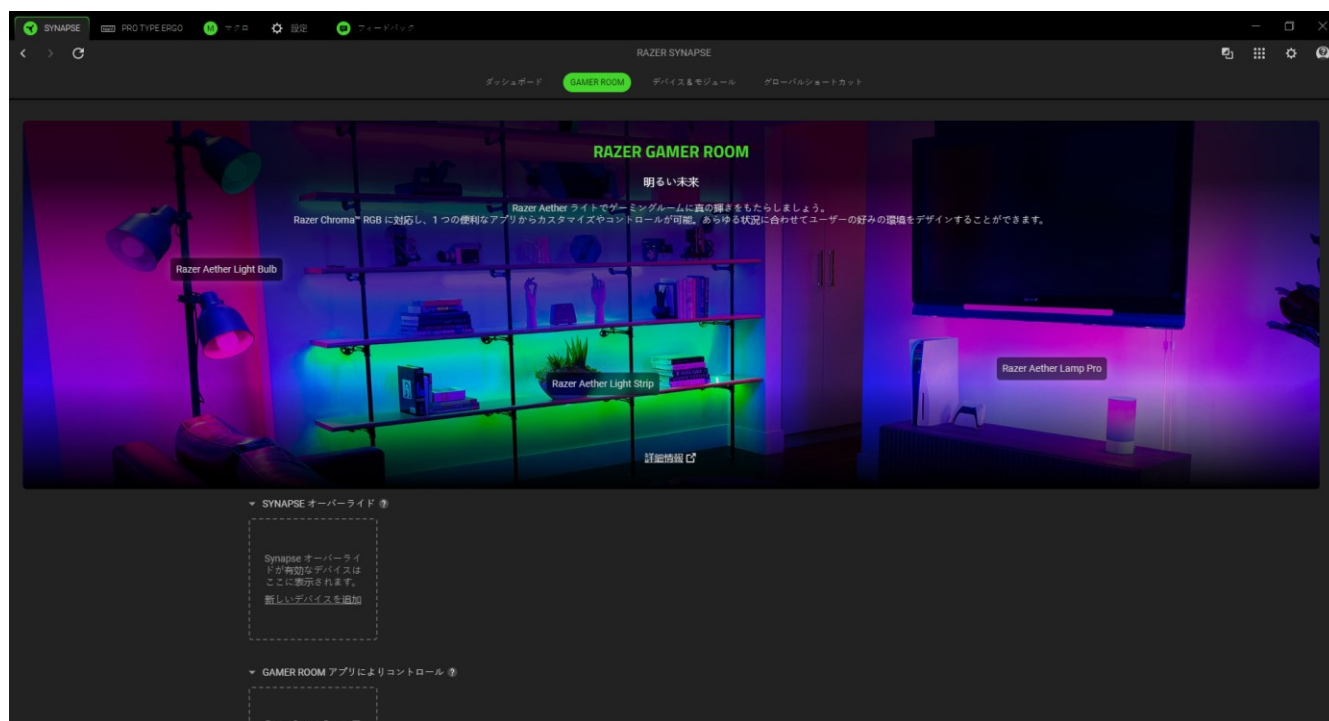 SYNAPSE
PRO TYPE ERGO
マクロ
設定
フィードバック
RAZER SYNAPSE
ダッシュボード
GAMER ROOM
デバイス＆モジュール
グローバルショートカット
RAZER GAMER ROOM
明るい未来
Razer Aether ライトでゲーミングルームに真の輝きをもたらしましょう。
Razer Chroma™ RGB に対応し、1 つの便利なアプリからカスタマイズやコントロールが可能。あらゆる状況に合わせてユーザーの好みの環境をデザインすることができます。
Razer Aether Light Bulb
Razer Aether Lamp Pro
Razer Aether Light Strip
詳細情報
SYNAPSE オーバーライド
Synapse オーバーライ
ドが有効なデバイスは
ここに表示されます。
新しいデバイスを追加
GAMER ROOM アプリによりコントロール